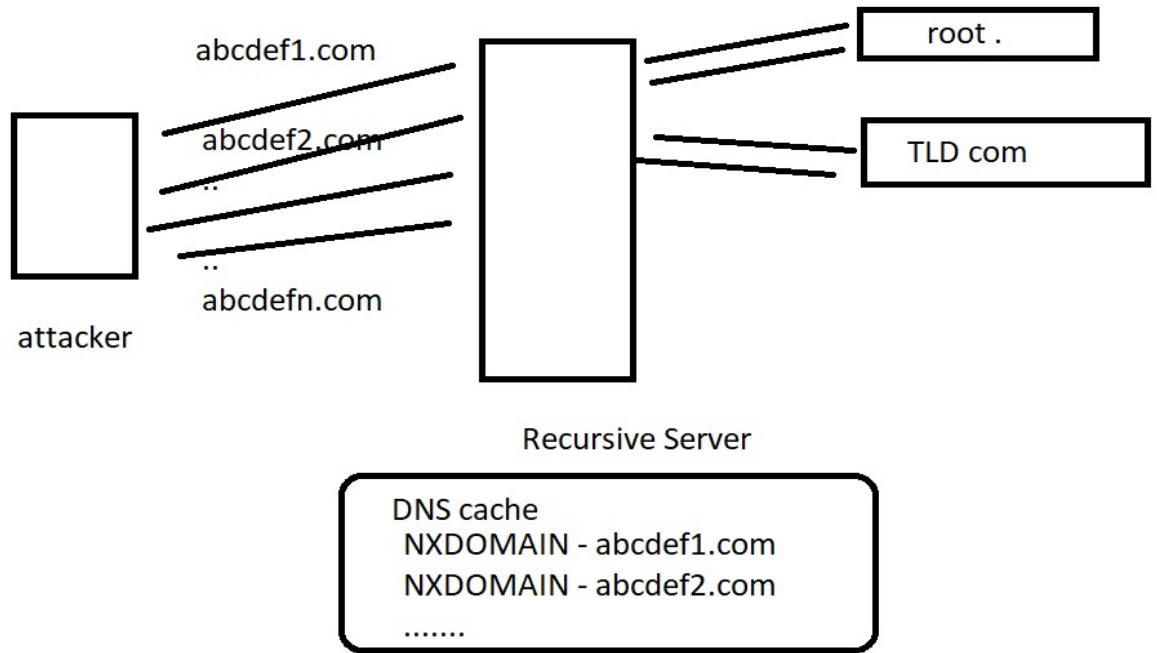 abcdef1.com
abcdef2.com
..
..
abcdefn.com
attacker
root .
TLD com
Recursive Server
DNS cache
NXDOMAIN - abcdef1.com
NXDOMAIN - abcdef2.com
.......